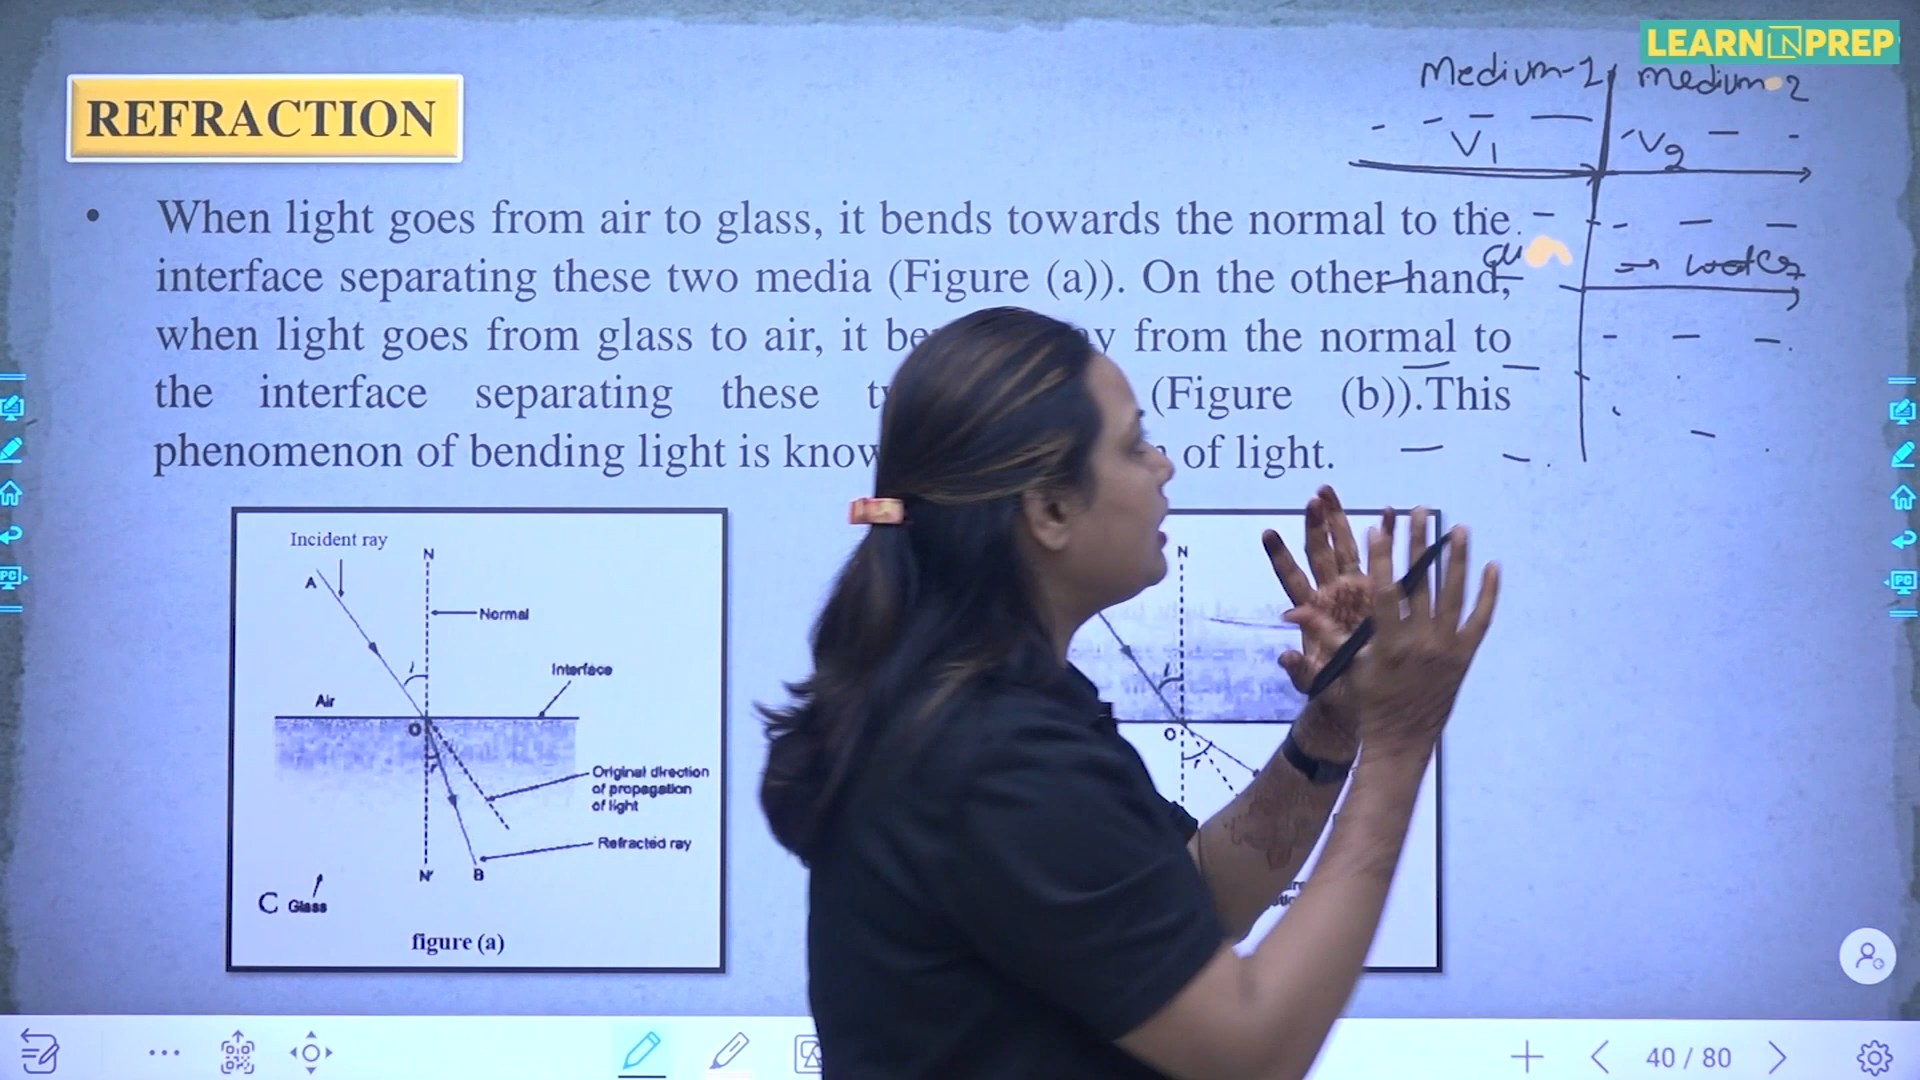 LEARN N PREP
Medium-1 Medium-2
REFRACTION
V1 V2
• When light goes from air to glass, it bends towards the normal to the
interface separating these two media (Figure (a)). On the other hand,
→ water
when light goes from glass to air, it from the normal to
the interface separating these (Figure (b)).This
phenomenon of bending light is of light.
Incident ray
N
A
Normal
i
Interface
Air
O
r
Original direction
of propagation
of light
Refracted ray
N' B
C Glass
figure (a)
N
i
O
r
PC
PC
40 / 80